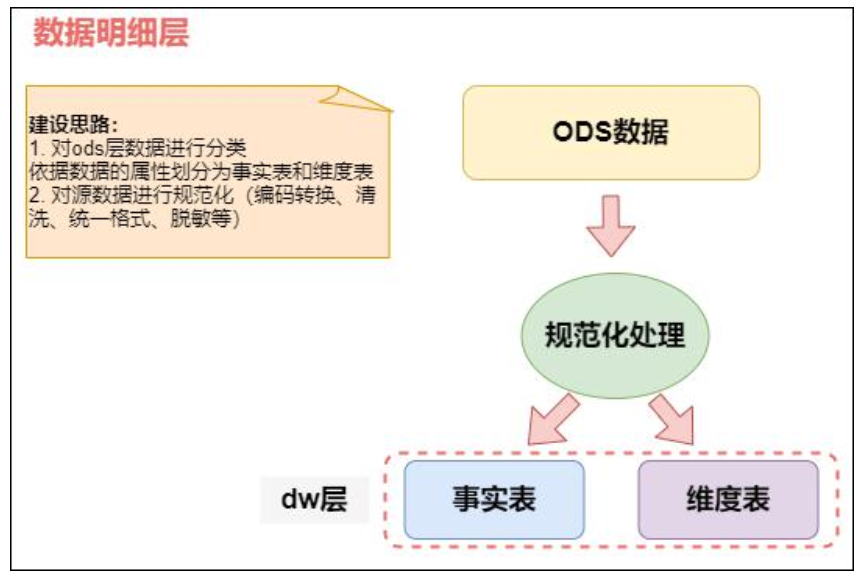 数据明细层
建设思路：
1. 对ods层数据进行分类
依据数据的属性划分为事实表和维度表
2. 对源数据进行规范化（编码转换、清
洗、统一格式、脱敏等）
ODS数据
规范化处理
dw层
事实表
维度表